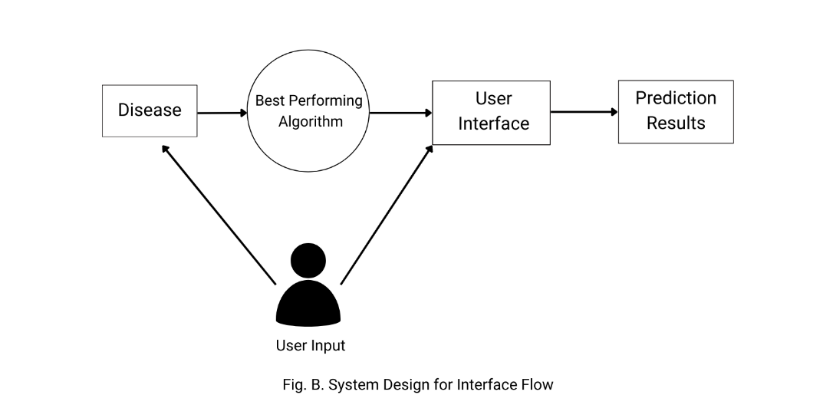 Disease
Best Performing
Algorithm
User
Interface
Prediction
Results
User Input
Fig. B. System Design for Interface Flow